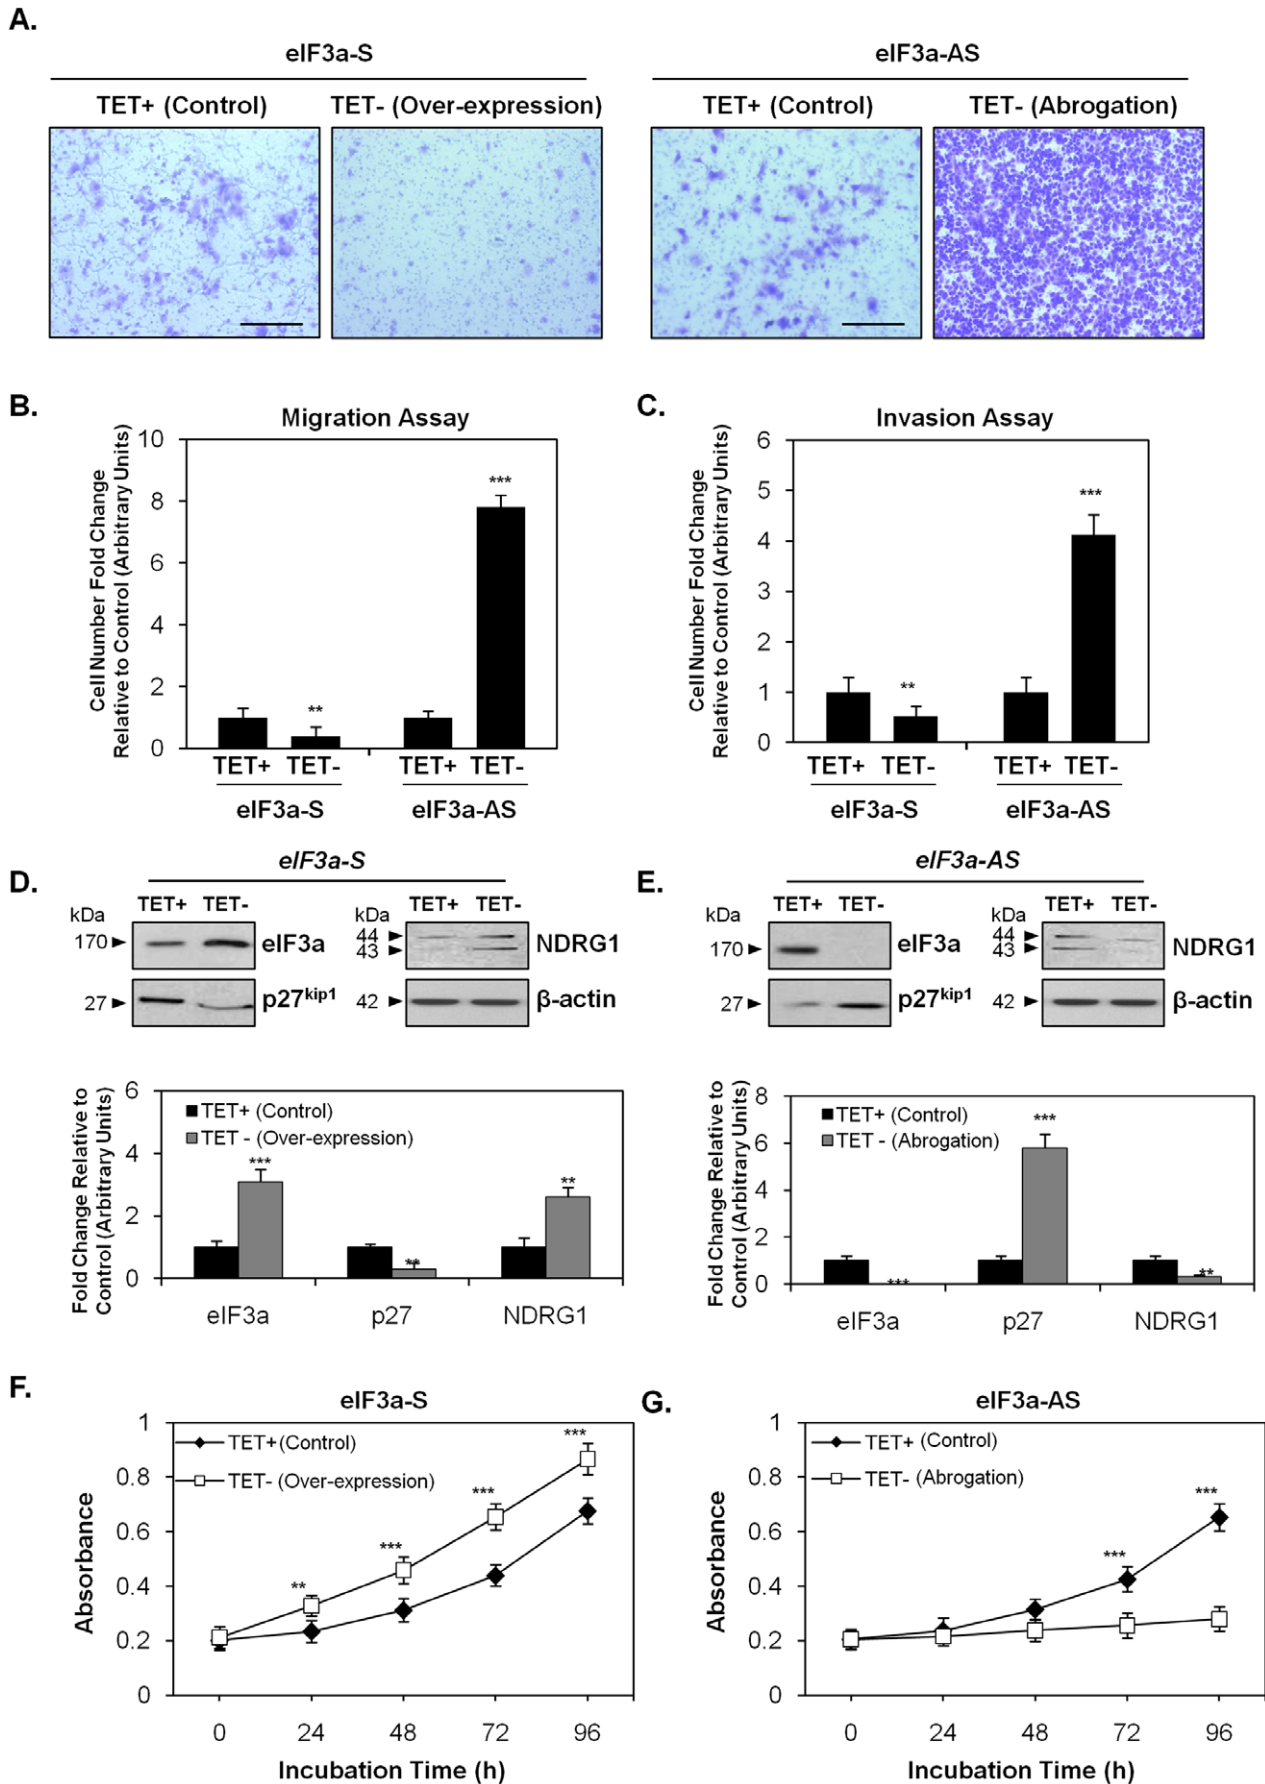 A.
eIF3a-S
eIF3a-AS
TET+ (Control)
TET- (Over-expression)
TET+ (Control)
TET- (Abrogation)
B.
Migration Assay
Cell Number Fold Change
Relative to Control (Arbitrary Units)
10
8
6
4
2
0
***
**
TET+
TET-
TET+
TET-
eIF3a-S
eIF3a-AS
C.
Invasion Assay
Cell Number Fold Change
Relative to Control (Arbitrary Units)
6
5
4
3
2
1
0
***
**
TET+
TET-
TET+
TET-
eIF3a-S
eIF3a-AS
D.
eIF3a-S
kDa
TET+
TET-
170
eIF3a
27
p27kip1
kDa
TET+
TET-
44
43
NDRG1
42
β-actin
Fold Change Relative to
Control (Arbitrary Units)
6
4
2
0
TET+ (Control)
TET - (Over-expression)
***
**
**
eIF3a
p27
NDRG1
E.
eIF3a-AS
kDa
TET+
TET-
170
eIF3a
27
p27kip1
kDa
TET+
TET-
44
43
NDRG1
42
β-actin
Fold Change Relative to
Control (Arbitrary Units)
8
6
4
2
0
TET+ (Control)
TET - (Abrogation)
***
***
**
eIF3a
p27
NDRG1
F.
eIF3a-S
Absorbance
1
0.8
0.6
0.4
0.2
0
TET+ (Control)
TET- (Over-expression)
**
***
***
***
0
24
48
72
96
Incubation Time (h)
G.
eIF3a-AS
Absorbance
1
0.8
0.6
0.4
0.2
0
TET+ (Control)
TET- (Abrogation)
***
***
0
24
48
72
96
Incubation Time (h)